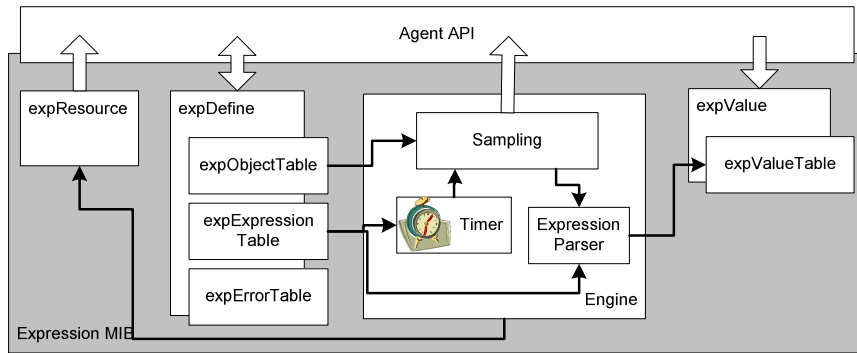 Agent API
expResource
expDefine
expValue
expObjectTable
Sampling
expValueTable
expExpression
Table
Timer
Expression
Parser
expErrorTable
Engine
Expression MIB